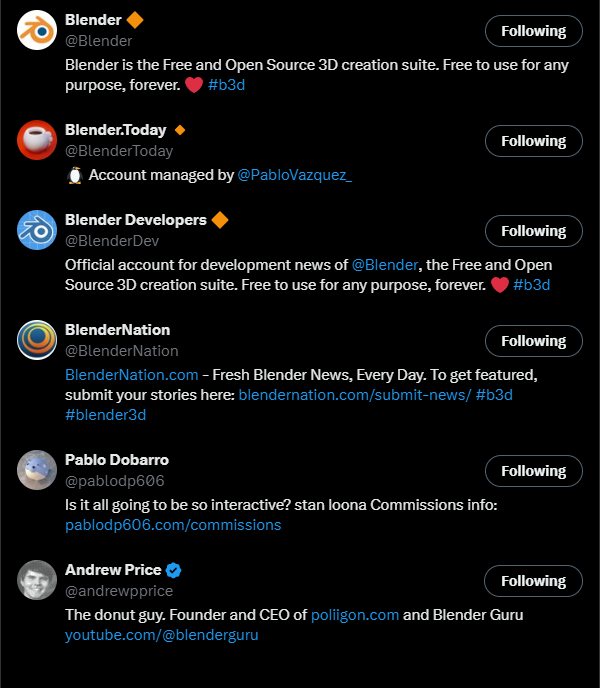 Blender 🔶
@Blender
Following
Blender is the Free and Open Source 3D creation suite. Free to use for any
purpose, forever. ❤️ #b3d
Blender.Today 🔸
@BlenderToday
Following
🐧 Account managed by @PabloVazquez_
Blender Developers 🔶
@BlenderDev
Following
Official account for development news of @Blender, the Free and Open
Source 3D creation suite. Free to use for any purpose, forever. ❤️ #b3d
BlenderNation
@BlenderNation
Following
BlenderNation.com - Fresh Blender News, Every Day. To get featured,
submit your stories here: blendernation.com/submit-news/ #b3d
#blender3d
Pablo Dobarro
@pablodp606
Following
Is it all going to be so interactive? stan loona Commissions info:
pablodp606.com/commissions
Andrew Price
@andrewpprice
Following
The donut guy. Founder and CEO of poliigon.com and Blender Guru
youtube.com/@blenderguru